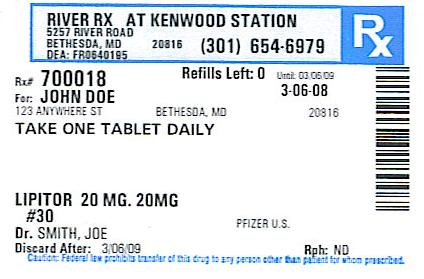 RIVER RX AT KENWOOD STATION
5257 RIVER ROAD
BETHESDA, MD 20816 (301) 654-6979
DEA: FR0640195
Rx
Rx# 700018 Refills Left: 0 Until: 03/06/09
For: JOHN DOE 3-06-08
123 ANYWHERE ST BETHESDA, MD 20816
TAKE ONE TABLET DAILY
LIPITOR 20 MG. 20MG
#30 PFIZER U.S.
Dr. SMITH, JOE
Discard After: 3/06/09 Rph: ND
Caution: Federal law prohibits transfer of this drug to any person other than patient for whom prescribed.